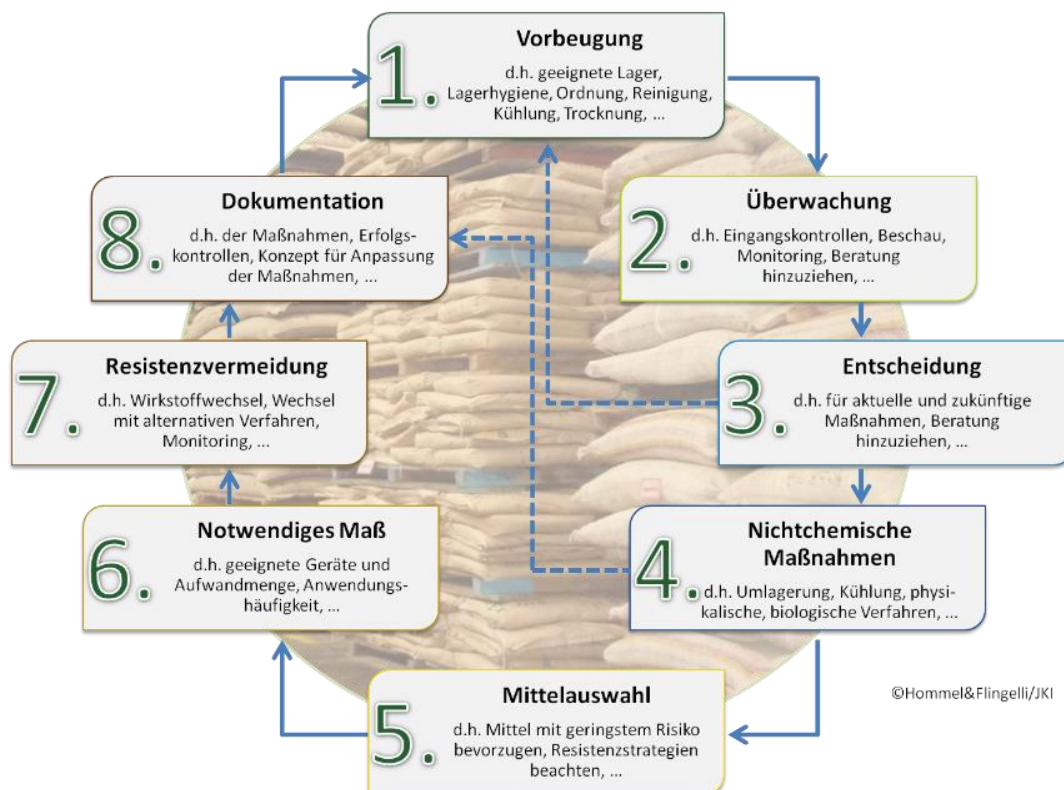 1.
Vorbeugung
d.h. geeignete Lager,
Lagerhygiene, Ordnung, Reinigung,
Kühlung, Trocknung, ...
2.
Überwachung
d.h. Eingangskontrollen, Beschau,
Monitoring, Beratung
hinzuziehen, ...
3.
Entscheidung
d.h. für aktuelle und zukünftige
Maßnahmen, Beratung
hinzuziehen, ...
4.
Nichtchemische
Maßnahmen
d.h. Umlagerung, Kühlung, physi-
kalische, biologische Verfahren, ...
5.
Mittelauswahl
d.h. Mittel mit geringstem Risiko
bevorzugen, Resistenzstrategien
beachten, ...
6.
Notwendiges Maß
d.h. geeignete Geräte und
Aufwandmenge, Anwendungs-
häufigkeit, ...
7.
Resistenzvermeidung
d.h. Wirkstoffwechsel, Wechsel
mit alternativen Verfahren,
Monitoring, ...
8.
Dokumentation
d.h. der Maßnahmen, Erfolgs-
kontrollen, Konzept für Anpassung
der Maßnahmen, ...
©Hommel&Flingelli/JKI